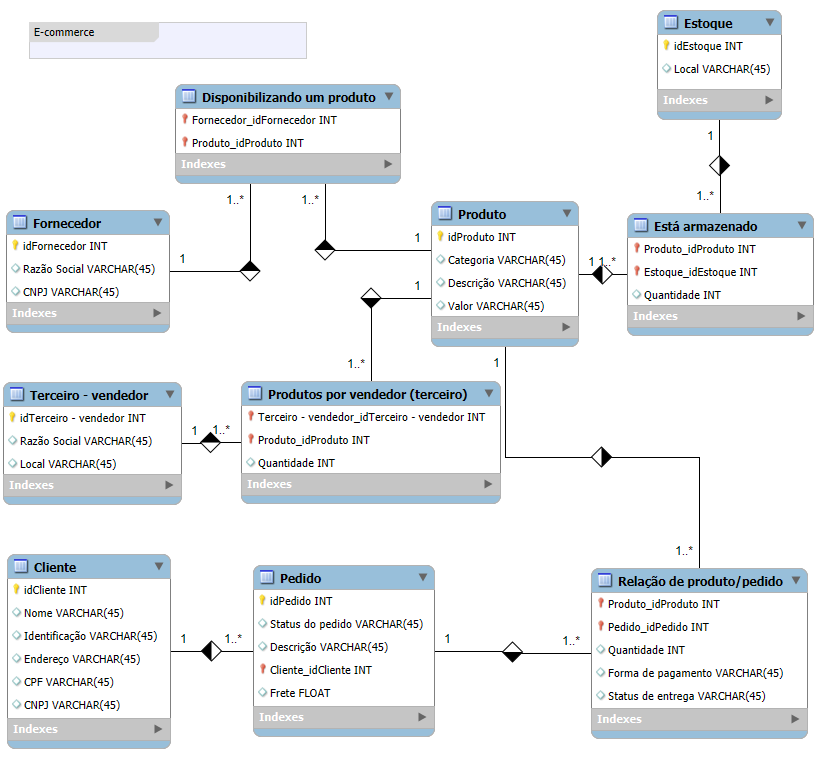 E-commerce
Estoque
idEstoque INT
Local VARCHAR(45)
Indexes
1
1..*
Disponibilizando um produto
Fornecedor_idFornecedor INT
Produto_idProduto INT
Indexes
1..*
1..*
Fornecedor
idFornecedor INT
Razão Social VARCHAR(45)
CNPJ VARCHAR(45)
Indexes
1
1
Produto
idProduto INT
Categoria VARCHAR(45)
Descrição VARCHAR(45)
Valor VARCHAR(45)
Indexes
1
1..*
Está armazenado
Produto_idProduto INT
Estoque_idEstoque INT
Quantidade INT
Indexes
1
1..*
1
Terceiro - vendedor
idTerceiro - vendedor INT
Razão Social VARCHAR(45)
Local VARCHAR(45)
Indexes
1
1..*
Produtos por vendedor (terceiro)
Terceiro - vendedor_idTerceiro - vendedor INT
Produto_idProduto INT
Quantidade INT
Indexes
1..*
Cliente
idCliente INT
Nome VARCHAR(45)
Identificação VARCHAR(45)
Endereço VARCHAR(45)
CPF VARCHAR(45)
CNPJ VARCHAR(45)
Indexes
1
1..*
Pedido
idPedido INT
Status do pedido VARCHAR(45)
Descrição VARCHAR(45)
Cliente_idCliente INT
Frete FLOAT
Indexes
1
1..*
Relação de produto/pedido
Produto_idProduto INT
Pedido_idPedido INT
Quantidade INT
Forma de pagamento VARCHAR(45)
Status de entrega VARCHAR(45)
Indexes